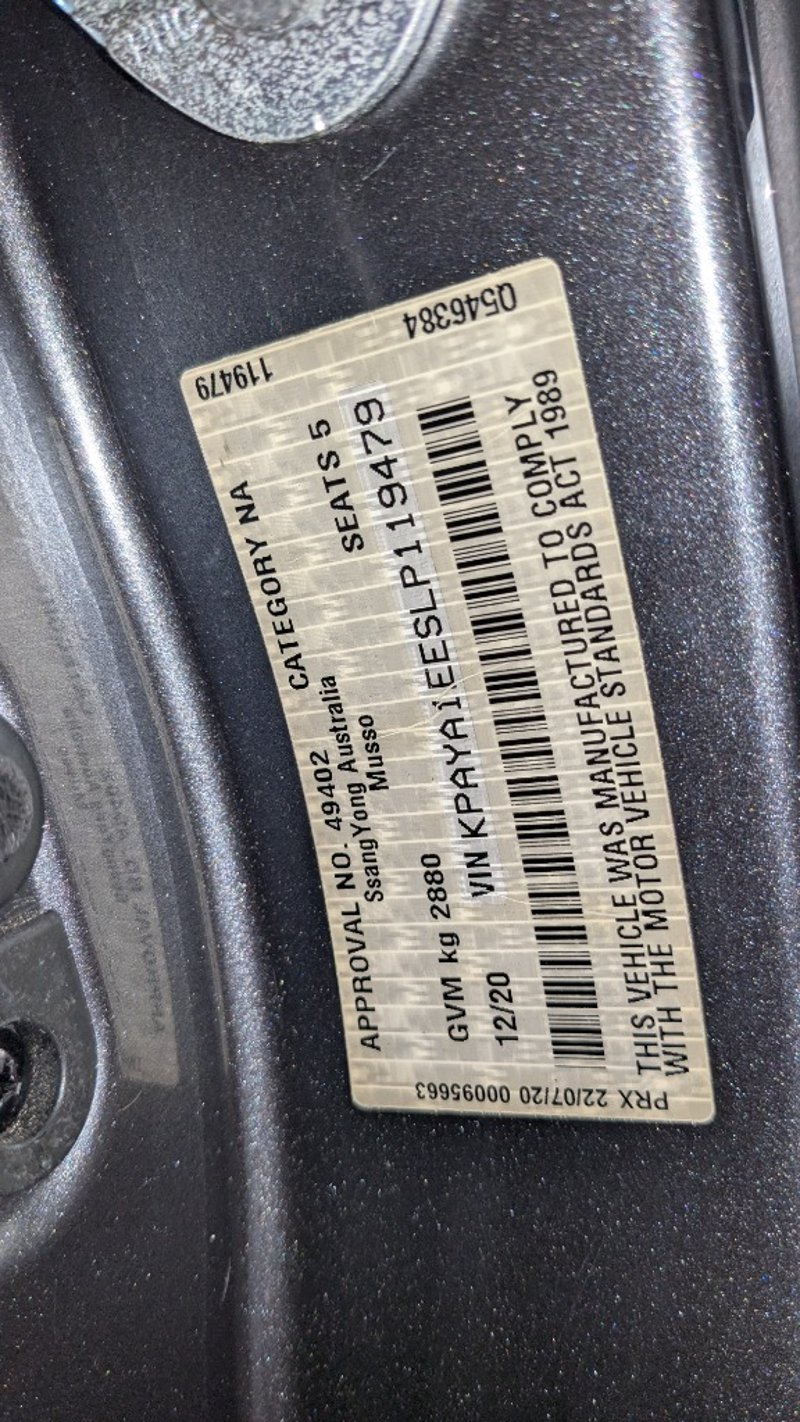 APPROVAL NO. 49402 CATEGORY NA
SsangYong Australia
Musso SEATS 5
GVM kg 2880
12/20 VIN KPAYA1EESLP119479
THIS VEHICLE WAS MANUFACTURED TO COMPLY
WITH THE MOTOR VEHICLE STANDARDS ACT 1989
PRX 22/07/20 00095663
119479
Q546384